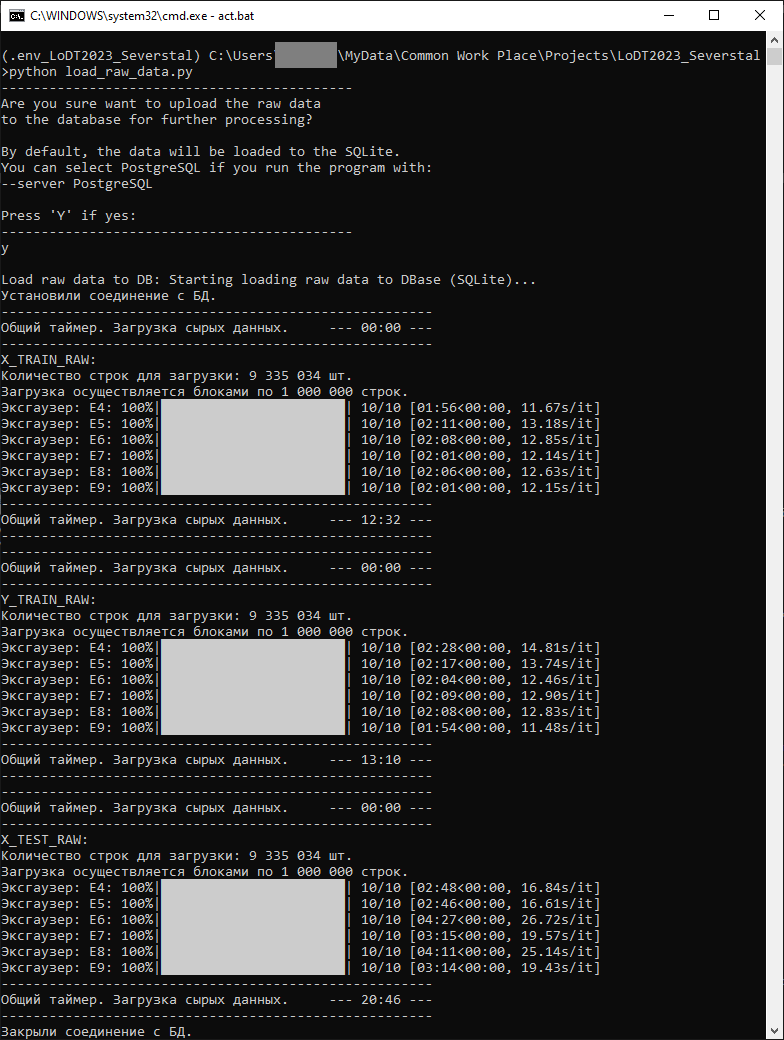 C:\WINDOWS\system32\cmd.exe - act.bat
(.env_LoDT2023_Severstal) C:\Users\ \MyData\Common Work Place\Projects\LoDT2023_Severstal
>python load_raw_data.py
--------------------------------------------
Are you sure want to upload the raw data
to the database for further processing?
By default, the data will be loaded to the SQLite.
You can select PostgreSQL if you run the program with:
--server PostgreSQL
Press 'Y' if yes:
--------------------------------------------
y
Load raw data to DB: Starting loading raw data to DBase (SQLite)...
Установили соединение с БД.
------------------------------------------------------
Общий таймер. Загрузка сырых данных.     --- 00:00 ---
------------------------------------------------------
X_TRAIN_RAW:
Количество строк для загрузки: 9 335 034 шт.
Загрузка осуществляется блоками по 1 000 000 строк.
Эксгаузер: E4: 100%| | 10/10 [01:56<00:00, 11.67s/it]
Эксгаузер: E5: 100%| | 10/10 [02:11<00:00, 13.18s/it]
Эксгаузер: E6: 100%| | 10/10 [02:08<00:00, 12.85s/it]
Эксгаузер: E7: 100%| | 10/10 [02:01<00:00, 12.14s/it]
Эксгаузер: E8: 100%| | 10/10 [02:06<00:00, 12.63s/it]
Эксгаузер: E9: 100%| | 10/10 [02:01<00:00, 12.15s/it]
------------------------------------------------------
Общий таймер. Загрузка сырых данных.     --- 12:32 ---
------------------------------------------------------
------------------------------------------------------
Общий таймер. Загрузка сырых данных.     --- 00:00 ---
------------------------------------------------------
Y_TRAIN_RAW:
Количество строк для загрузки: 9 335 034 шт.
Загрузка осуществляется блоками по 1 000 000 строк.
Эксгаузер: E4: 100%| | 10/10 [02:28<00:00, 14.81s/it]
Эксгаузер: E5: 100%| | 10/10 [02:17<00:00, 13.74s/it]
Эксгаузер: E6: 100%| | 10/10 [02:04<00:00, 12.46s/it]
Эксгаузер: E7: 100%| | 10/10 [02:09<00:00, 12.90s/it]
Эксгаузер: E8: 100%| | 10/10 [02:08<00:00, 12.83s/it]
Эксгаузер: E9: 100%| | 10/10 [01:54<00:00, 11.48s/it]
------------------------------------------------------
Общий таймер. Загрузка сырых данных.     --- 13:10 ---
------------------------------------------------------
------------------------------------------------------
Общий таймер. Загрузка сырых данных.     --- 00:00 ---
------------------------------------------------------
X_TEST_RAW:
Количество строк для загрузки: 9 335 034 шт.
Загрузка осуществляется блоками по 1 000 000 строк.
Эксгаузер: E4: 100%| | 10/10 [02:48<00:00, 16.84s/it]
Эксгаузер: E5: 100%| | 10/10 [02:46<00:00, 16.61s/it]
Эксгаузер: E6: 100%| | 10/10 [04:27<00:00, 26.72s/it]
Эксгаузер: E7: 100%| | 10/10 [03:15<00:00, 19.57s/it]
Эксгаузер: E8: 100%| | 10/10 [04:11<00:00, 25.14s/it]
Эксгаузер: E9: 100%| | 10/10 [03:14<00:00, 19.43s/it]
------------------------------------------------------
Общий таймер. Загрузка сырых данных.     --- 20:46 ---
------------------------------------------------------
Закрыли соединение с БД.